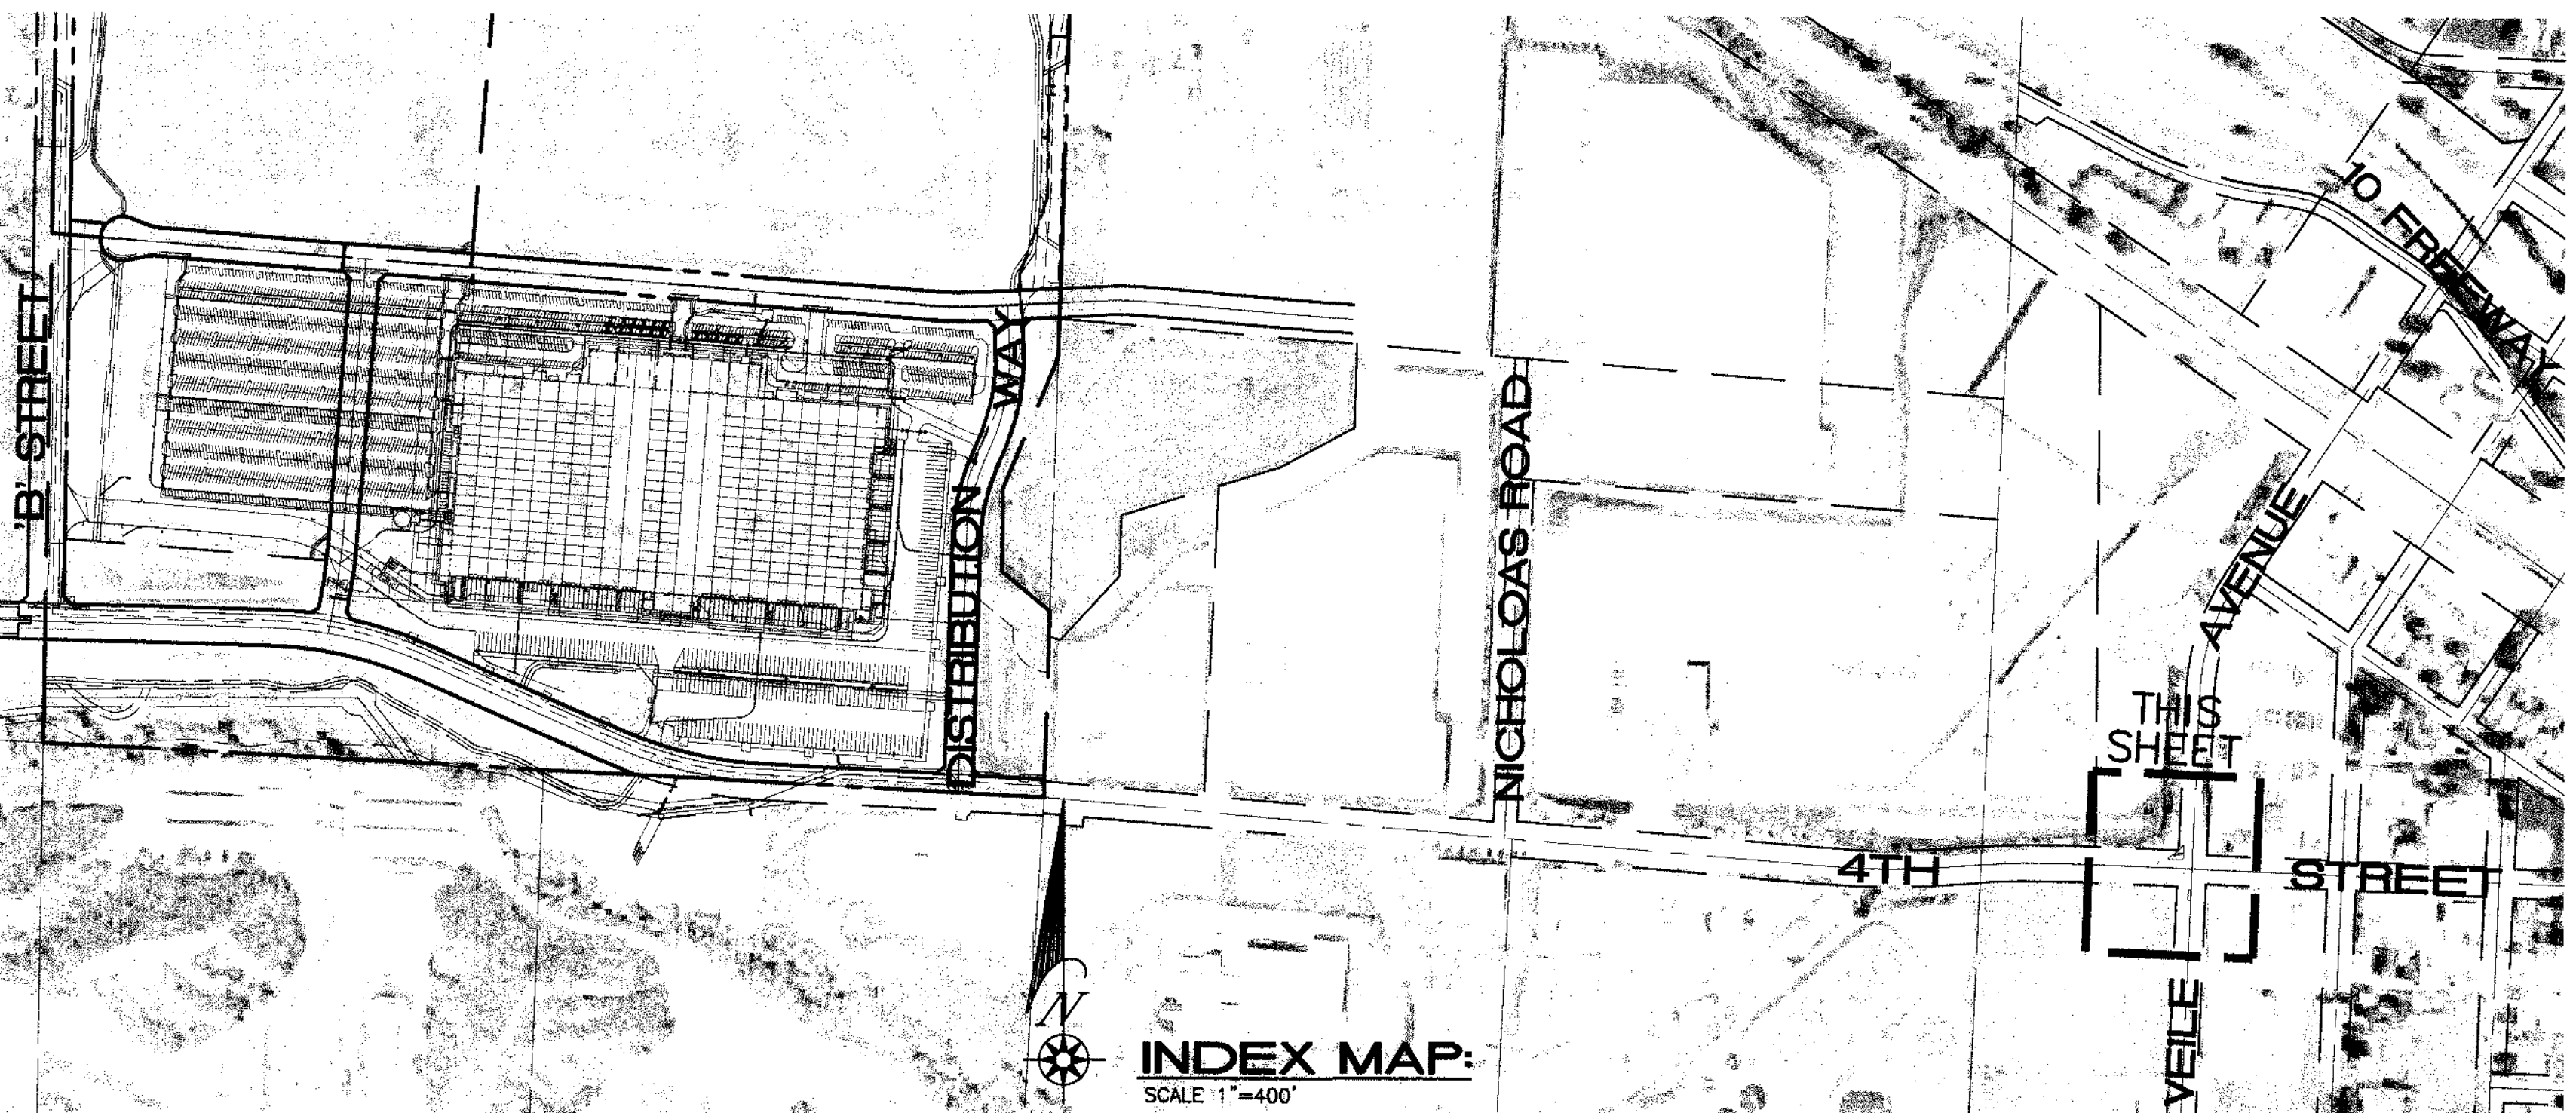 'B' STREET
DISTRIBUTION WAY
NICHOLOAS ROAD
10 FREEWAY
VEILE AVENUE
THIS
SHEET
4TH STREET
N
INDEX MAP:
SCALE 1"=400'